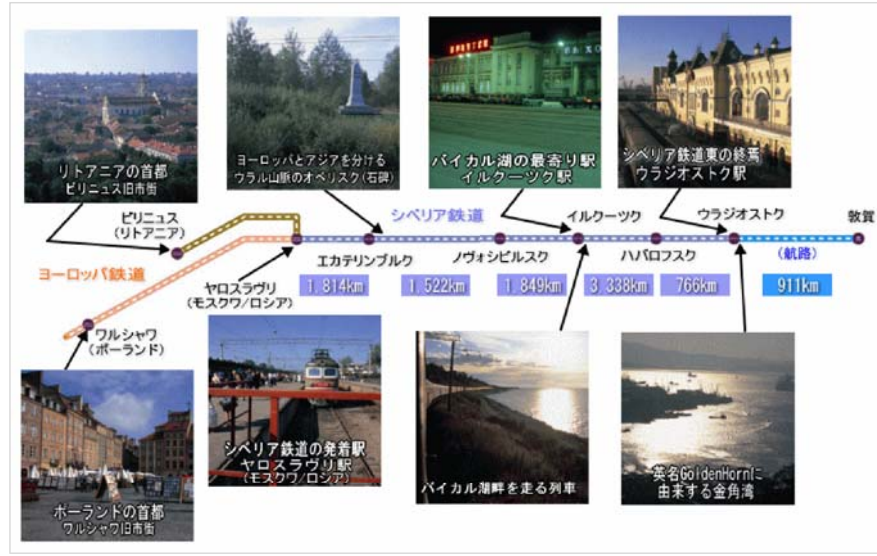 リトアニアの首都
ビリニュス旧市街
ヨーロッパとアジアを分ける
ウラル山脈のオベリスク(石碑)
バイカル湖の最寄り駅
イルクーツク駅
シベリア鉄道東の終焉
ウラジオストク駅
ビリニュス
(リトアニア)
シベリア鉄道
イルクーツク
ウラジオストク
敦賀
ヨーロッパ鉄道
ヤロスラヴリ
(モスクワ/ロシア)
エカテリンブルク
ノヴォシビルスク
ハバロフスク
(航路)
1.814km
1.522km
1.849km
3.338km
766km
911km
ワルシャワ
(ポーランド)
ポーランドの首都
ワルシャワ旧市街
シベリア鉄道の発着駅
ヤロスラヴリ駅
(モスクワ/ロシア)
バイカル湖畔を走る列車
英名GoldenHornに
由来する金角湾